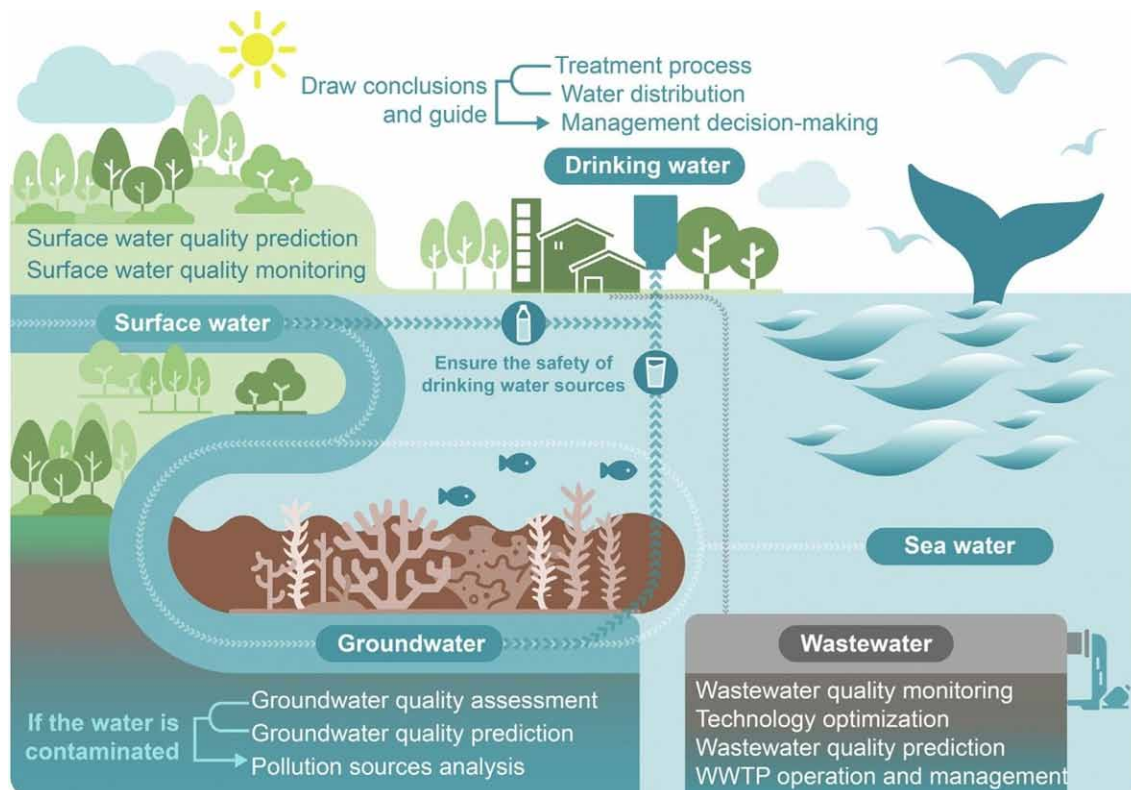 Draw conclusions
and guide
Treatment process
Water distribution
Management decision-making
Drinking water
Surface water quality prediction
Surface water quality monitoring
Surface water
Ensure the safety of
drinking water sources
Sea water
Groundwater
Wastewater
If the water is
contaminated
Groundwater quality assessment
Groundwater quality prediction
Pollution sources analysis
Wastewater quality monitoring
Technology optimization
Wastewater quality prediction
WWTP operation and management